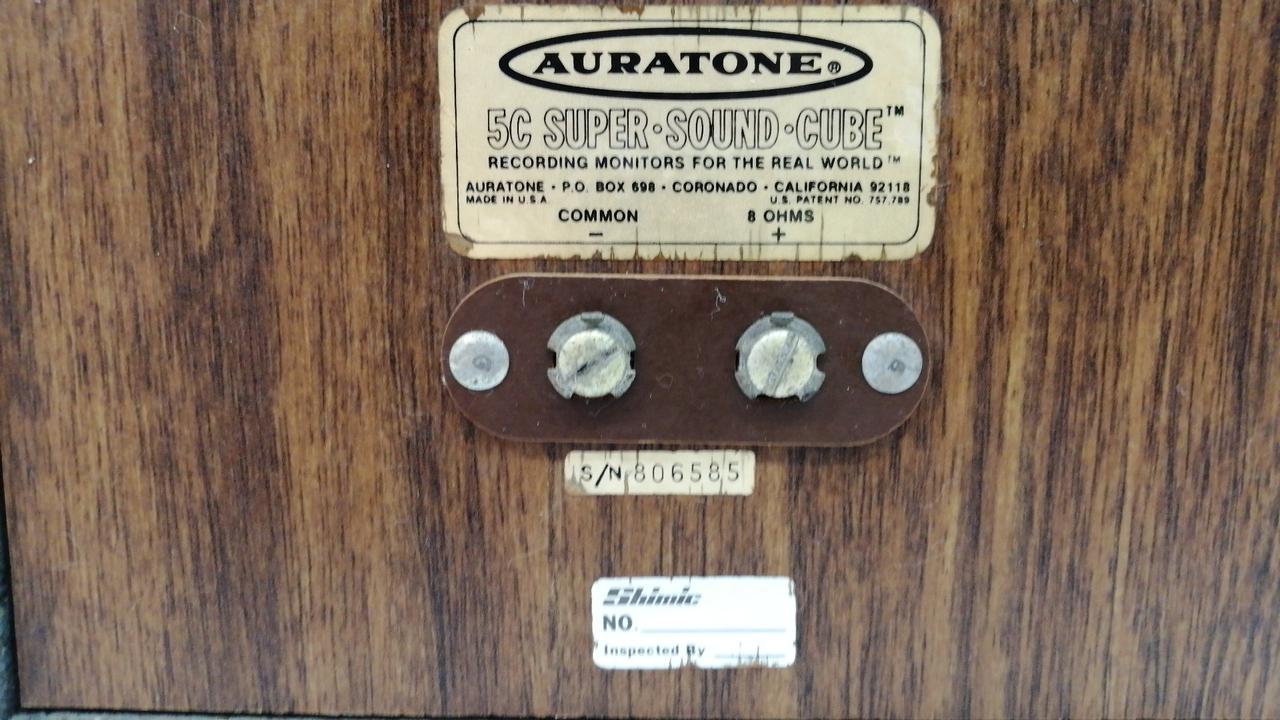 AURATONE®
5C SUPER·SOUND·CUBE™
RECORDING MONITORS FOR THE REAL WORLD™
AURATONE · P.O. BOX 698 · CORONADO · CALIFORNIA 92118
MADE IN U.S.A. U.S. PATENT NO. 757,789
COMMON 8 OHMS
− +
S/N 806585
Shimic
NO.
Inspected By